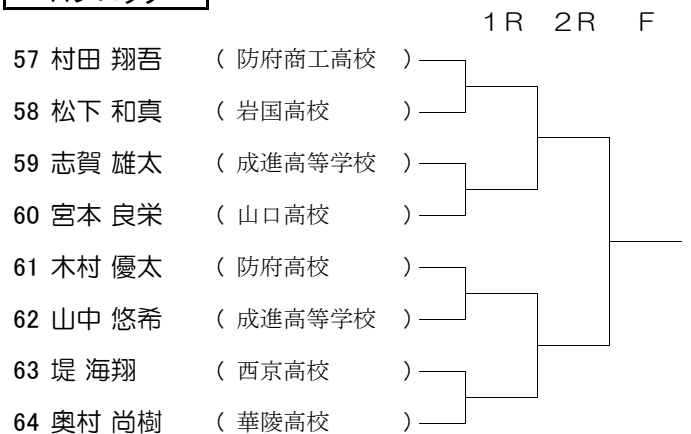 1R 2R F
57 村田 翔吾 ( 防府商工高校 )
58 松下 和真 ( 岩国高校 )
59 志賀 雄太 ( 成進高等学校 )
60 宮本 良栄 ( 山口高校 )
61 木村 優太 ( 防府高校 )
62 山中 悠希 ( 成進高等学校 )
63 堤 海翔 ( 西京高校 )
64 奥村 尚樹 ( 華陵高校 )